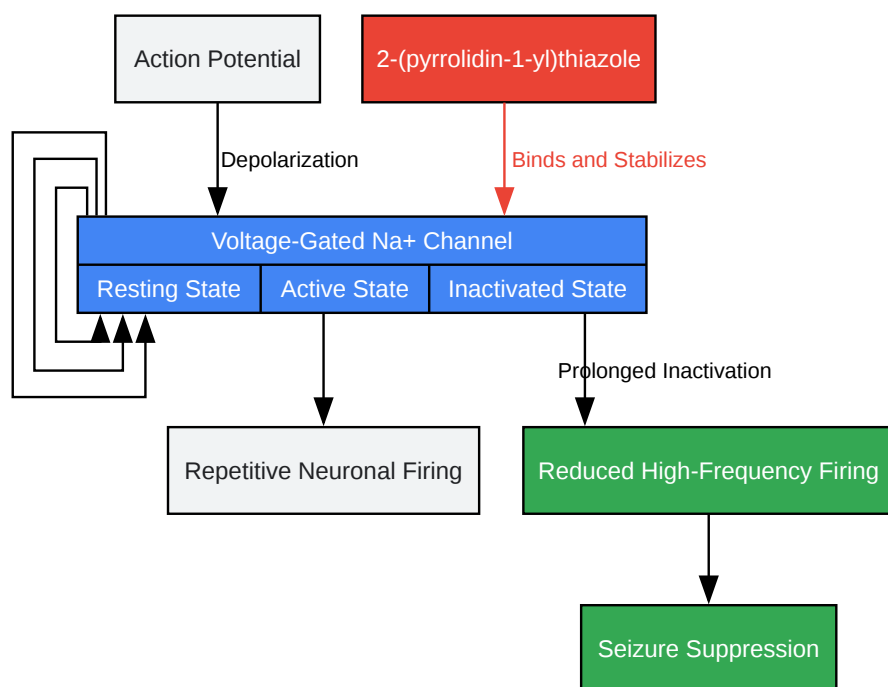 Action Potential
2-(pyrrolidin-1-yl)thiazole
Depolarization
Binds and Stabilizes
Voltage-Gated Na+ Channel
Resting State
Active State
Inactivated State
Prolonged Inactivation
Repetitive Neuronal Firing
Reduced High-Frequency Firing
Seizure Suppression